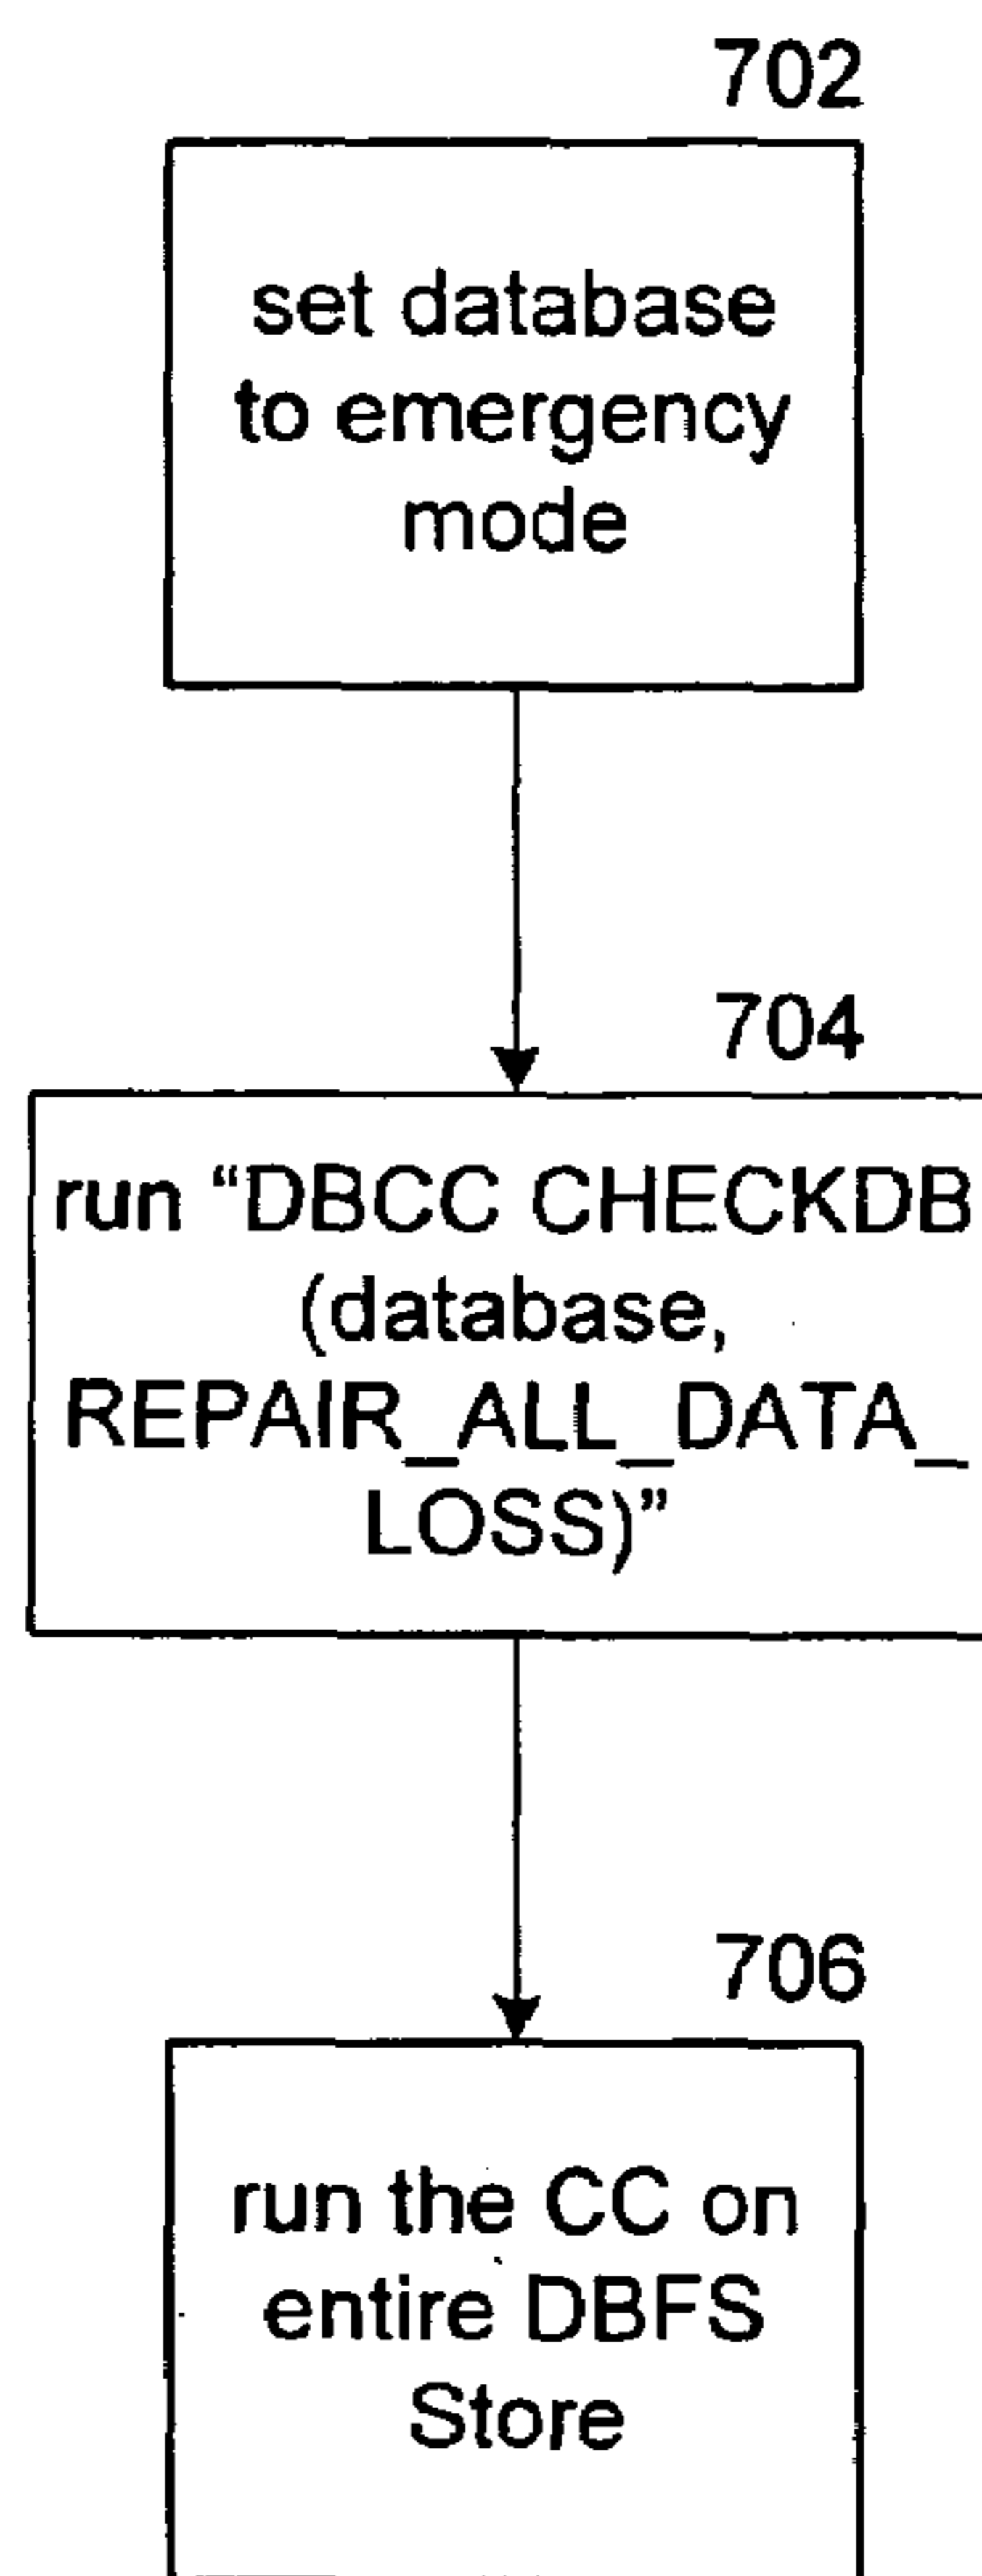 702
set database
to emergency
mode
704
run “DBCC CHECKDB
(database,
REPAIR_ALL_DATA_
LOSS)”
706
run the CC on
entire DBFS
Store